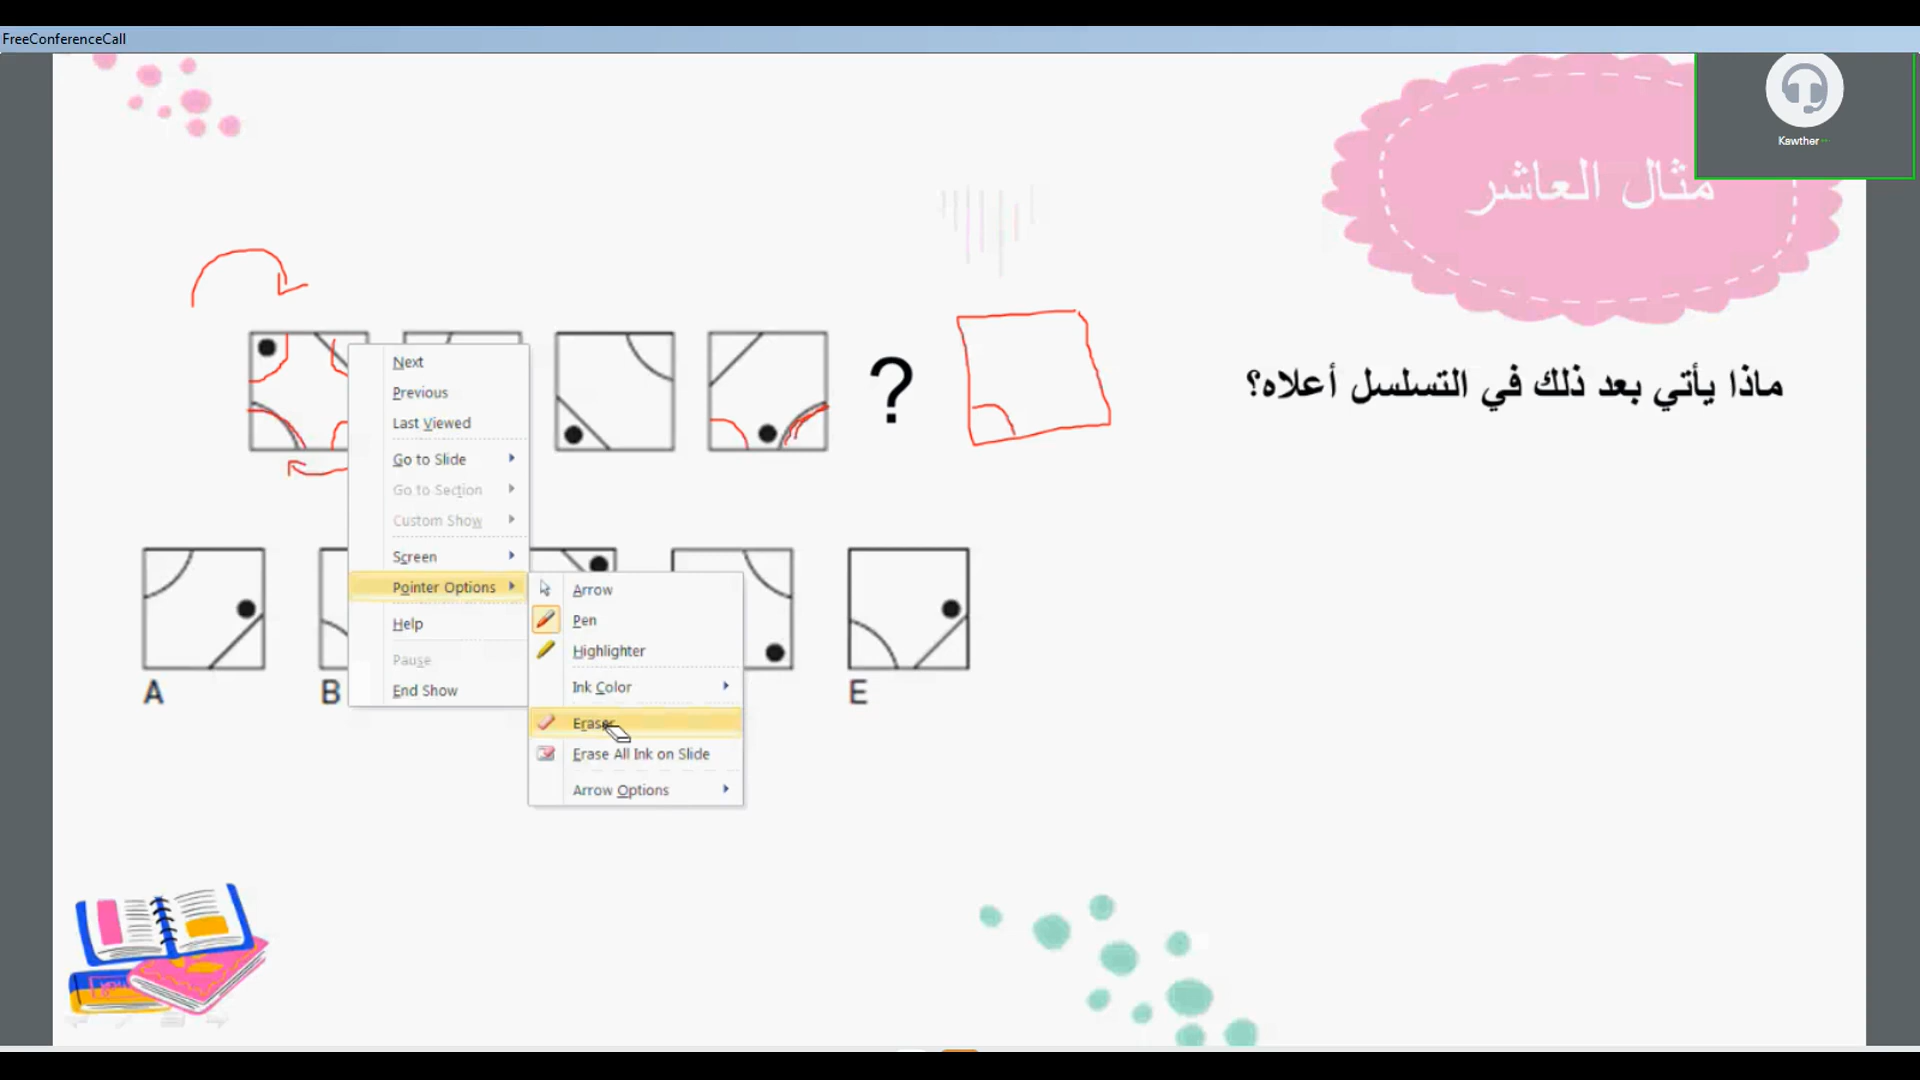 FreeConferenceCall
Kawther
مثال العاشر
ماذا يأتي بعد ذلك في التسلسل أعلاه؟
?
Next
Previous
Last Viewed
Go to Slide
Go to Section
Custom Show
Screen
Pointer Options
Help
Pause
End Show
Arrow
Pen
Highlighter
Ink Color
Eraser
Erase All Ink on Slide
Arrow Options
A
B
E